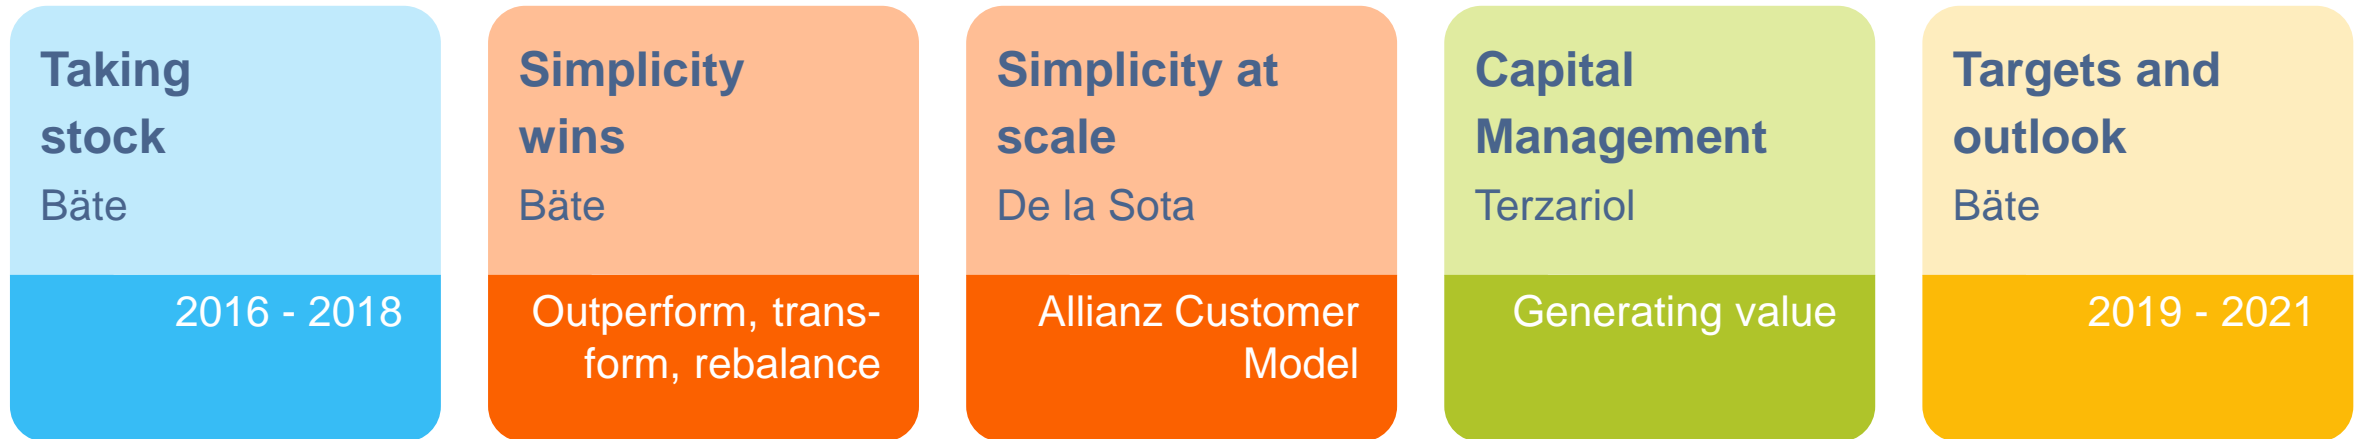 Taking
stock
Bäte
2016 - 2018
Simplicity
wins
Bäte
Outperform, trans-
form, rebalance
Simplicity at
scale
De la Sota
Allianz Customer
Model
Capital
Management
Terzariol
Generating value
Targets and
outlook
Bäte
2019 - 2021